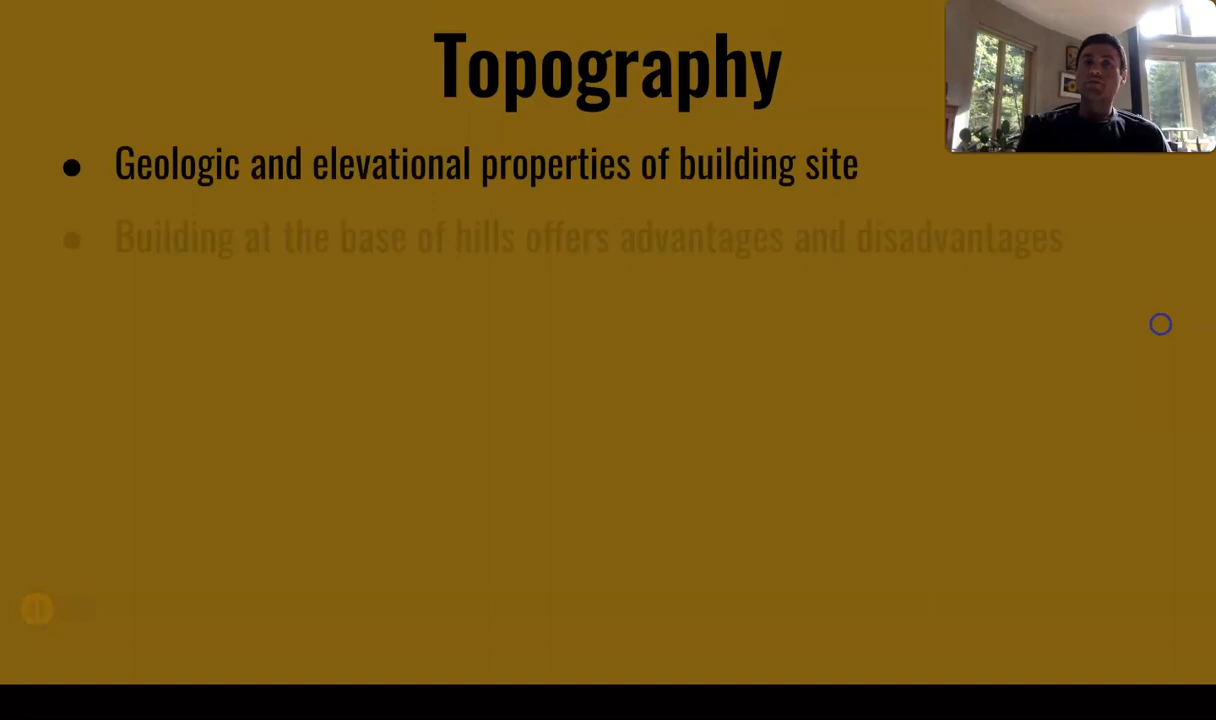 Topography
● Geologic and elevational properties of building site
● Building at the base of hills offers advantages and disadvantages